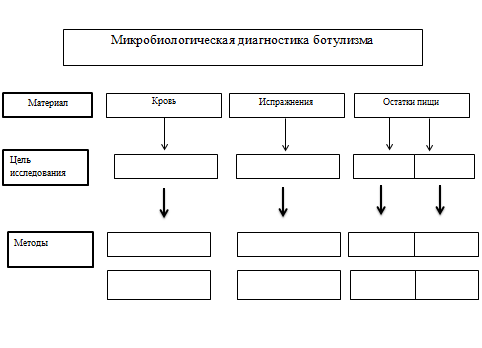 Микробиологическая диагностика ботулизма
Материал
Кровь
Испражнения
Остатки пищи
Цель
исследования
Методы